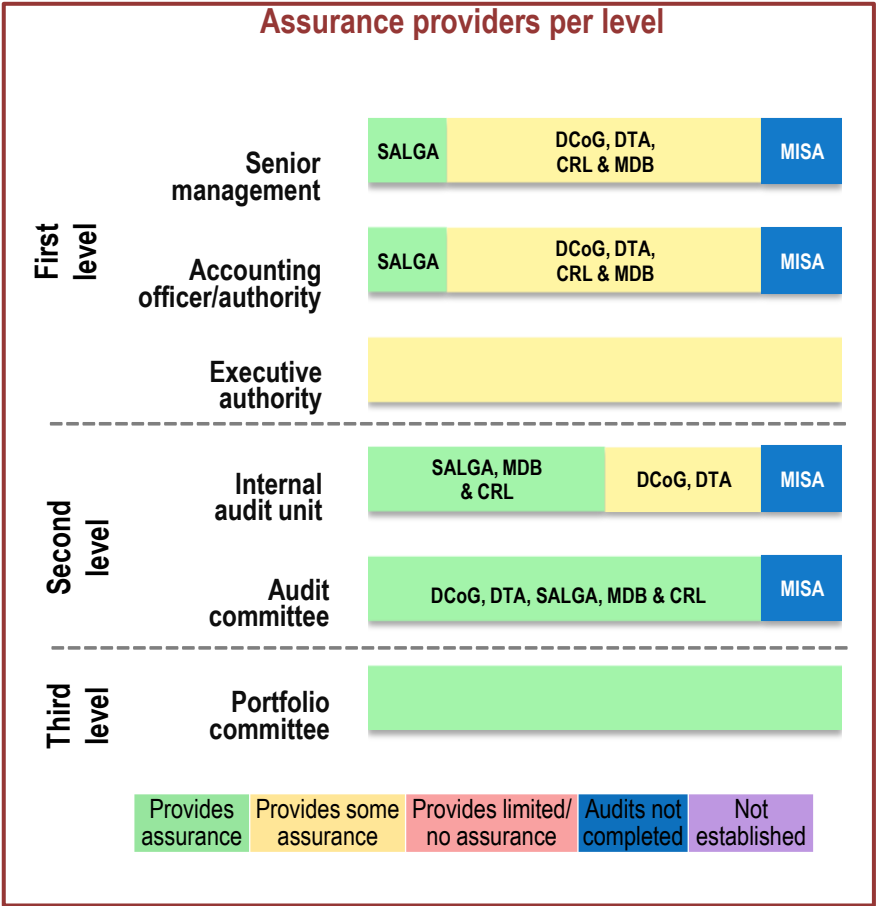 Assurance providers per level
First
level
Senior
management
SALGA
DCoG, DTA,
CRL & MDB
MISA
Accounting
officer/authority
SALGA
DCoG, DTA,
CRL & MDB
MISA
Executive
authority
Second
level
Internal
audit unit
SALGA, MDB
& CRL
DCoG, DTA
MISA
Audit
committee
DCoG, DTA, SALGA, MDB & CRL
MISA
Third
level
Portfolio
committee
Provides
assurance
Provides some
assurance
Provides limited/
no assurance
Audits not
completed
Not
established